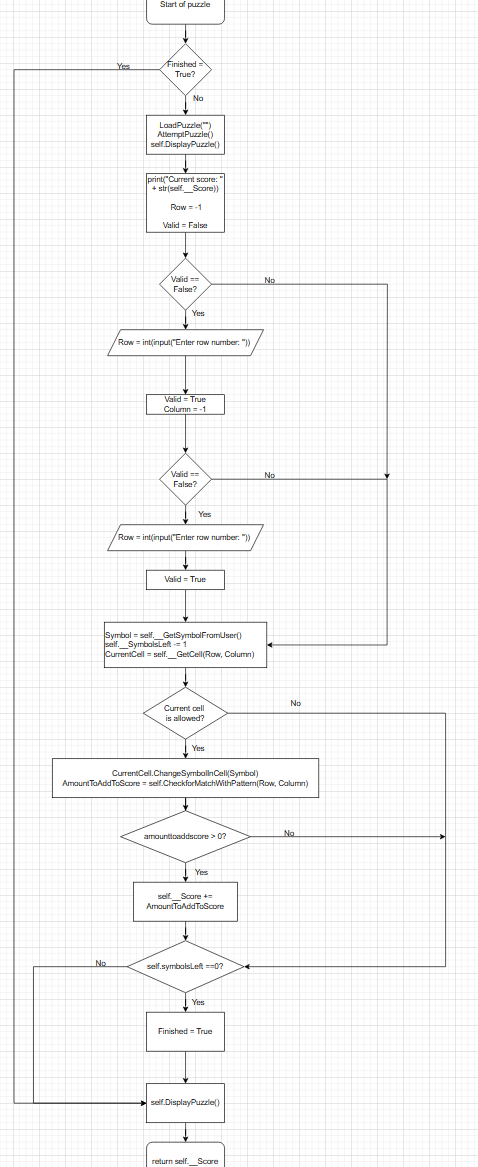 Start of puzzle
Yes
Finished =
True?
No
LoadPuzzle("")
AttemptPuzzle()
self.DisplayPuzzle()
print("Current score: "
+ str(self.__Score))
Row = -1
Valid = False
Valid ==
False?
No
Yes
Row = int(input("Enter row number: "))
Valid = True
Column = -1
Valid ==
False?
No
Yes
Row = int(input("Enter row number: "))
Valid = True
Symbol = self.__GetSymbolFromUser()
self.__SymbolsLeft -= 1
CurrentCell = self.__GetCell(Row, Column)
Current cell
is allowed?
No
Yes
CurrentCell.ChangeSymbolInCell(Symbol)
AmountToAddToScore = self.CheckforMatchWithPattern(Row, Column)
amounttoaddscore > 0?
No
Yes
self.__Score +=
AmountToAddToScore
self.symbolsLeft ==0?
No
Yes
Finished = True
self.DisplayPuzzle()
return self.__Score